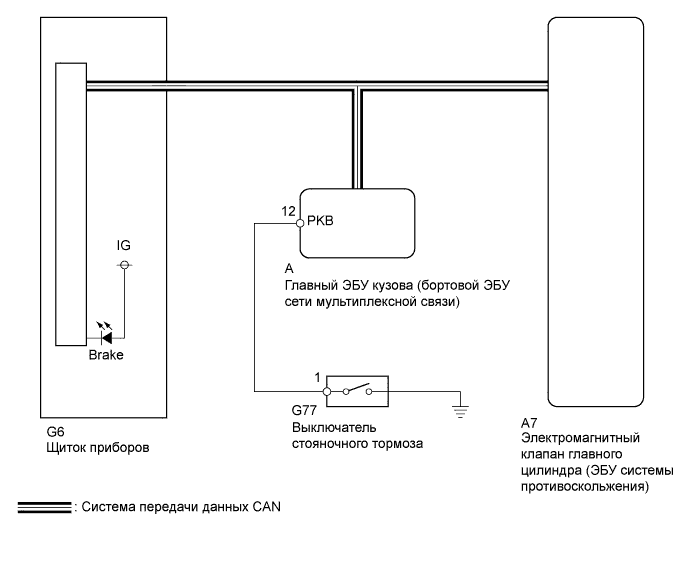 12
PKB
IG
A
Главный ЭБУ кузова (бортовой ЭБУ
сети мультиплексной связи)
Brake
1
G77
Выключатель
стояночного тормоза
G6
Щиток приборов
A7
Электромагнитный
клапан главного
цилиндра (ЭБУ системы
противоскольжения)
: Система передачи данных CAN